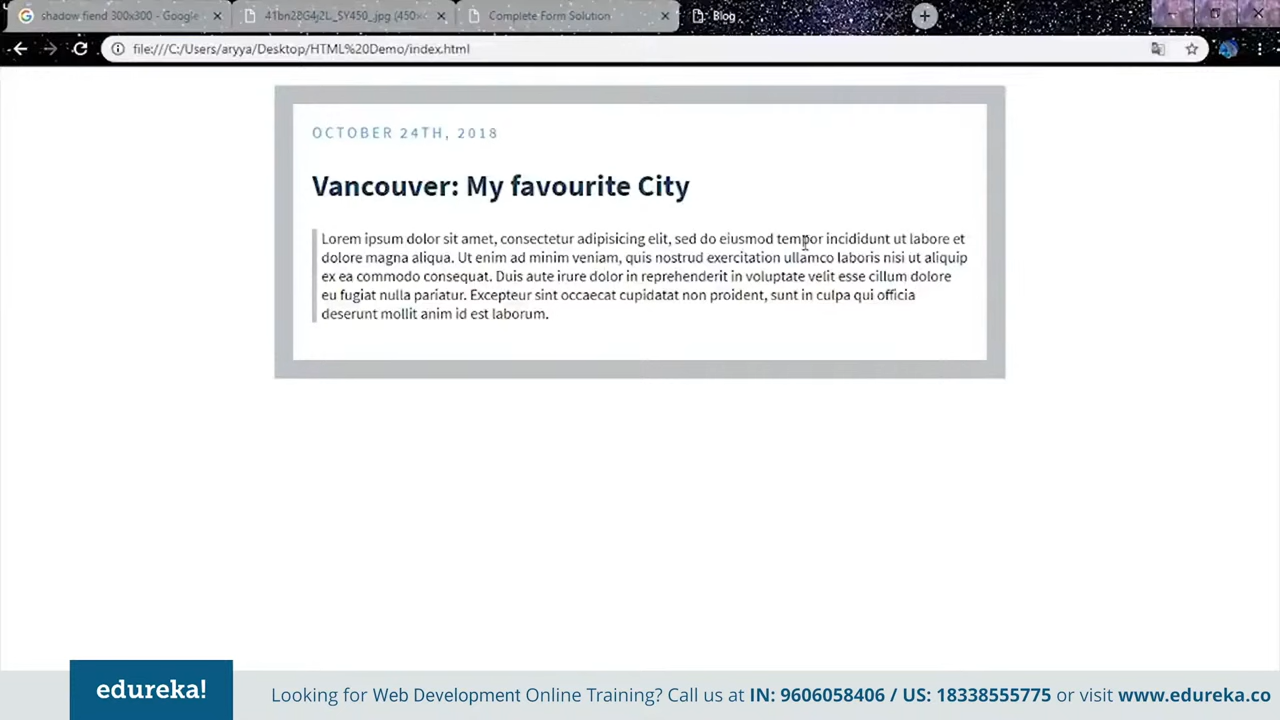 shadow fiend 300x300 - Google
41bn28G4j2L._SY450_.jpg (450×
Complete Form Solution
Blog
file:///C:/Users/aryya/Desktop/HTML%20Demo/index.html
OCTOBER 24TH, 2018
Vancouver: My favourite City
Lorem ipsum dolor sit amet, consectetur adipisicing elit, sed do eiusmod tempor incididunt ut labore et
dolore magna aliqua. Ut enim ad minim veniam, quis nostrud exercitation ullamco laboris nisi ut aliquip
ex ea commodo consequat. Duis aute irure dolor in reprehenderit in voluptate velit esse cillum dolore
eu fugiat nulla pariatur. Excepteur sint occaecat cupidatat non proident, sunt in culpa qui officia
deserunt mollit anim id est laborum.
edureka!
Looking for Web Development Online Training? Call us at IN: 9606058406 / US: 18338555775 or visit www.edureka.co